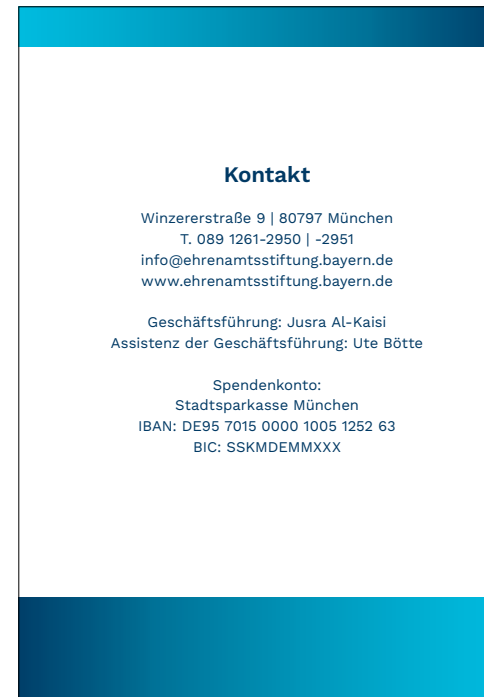 Kontakt
Winzererstraße 9 | 80797 München
T. 089 1261-2950 | -2951
info@ehrenamtsstiftung.bayern.de
www.ehrenamtsstiftung.bayern.de
Geschäftsführung: Jusra Al-Kaisi
Assistenz der Geschäftsführung: Ute Bötte
Spendenkonto:
Stadtsparkasse München
IBAN: DE95 7015 0000 1005 1252 63
BIC: SSKMDEMMXXX